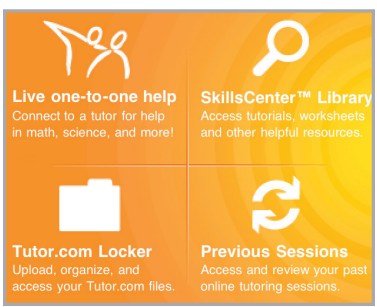 Live one-to-one help
Connect to a tutor for help
in math, science, and more!
SkillsCenter™ Library
Access tutorials, worksheets
and other helpful resources.
Tutor.com Locker
Upload, organize, and
access your Tutor.com files.
Previous Sessions
Access and review your past
online tutoring sessions.